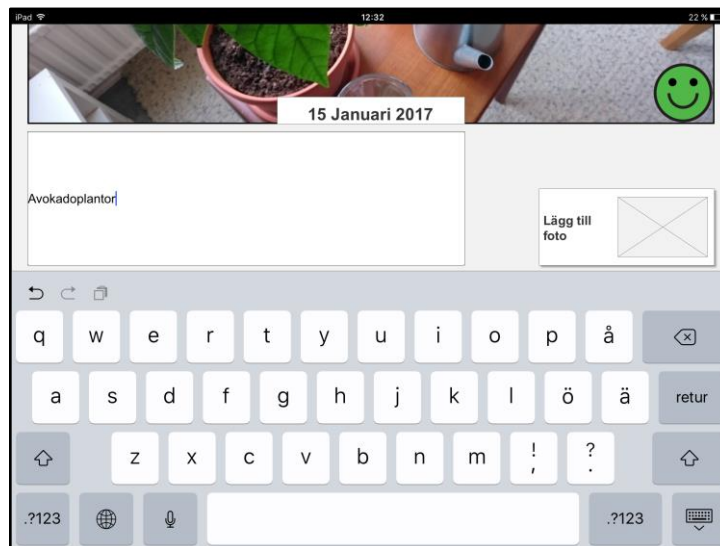 iPad 12:32 22 %
15 Januari 2017
Avokadoplantor
Lägg till
foto
q w e r t y u i o p å
a s d f g h j k l ö ä retur
z x c v b n m ! , ? .
.?123 .?123